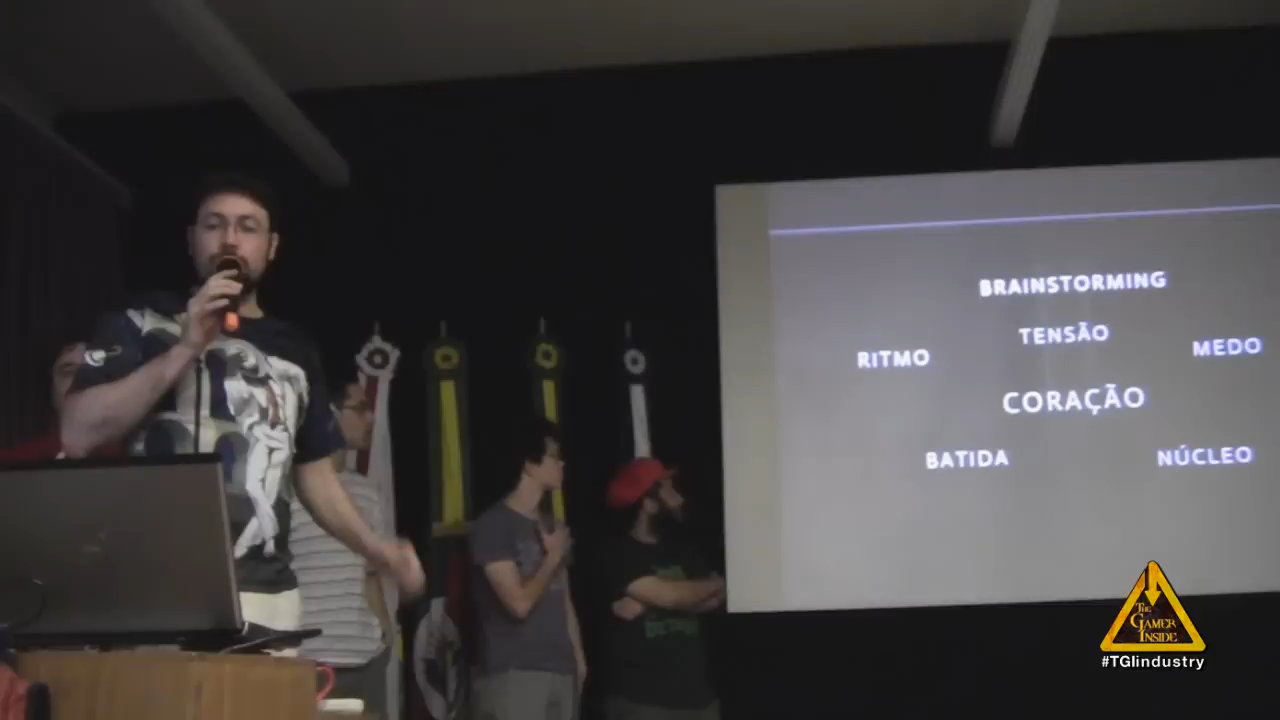 BRAINSTORMING
TENSÃO
RITMO
MEDO
CORAÇÃO
BATIDA
NÚCLEO
THE
GAMER
INSIDE
#TGIindustry